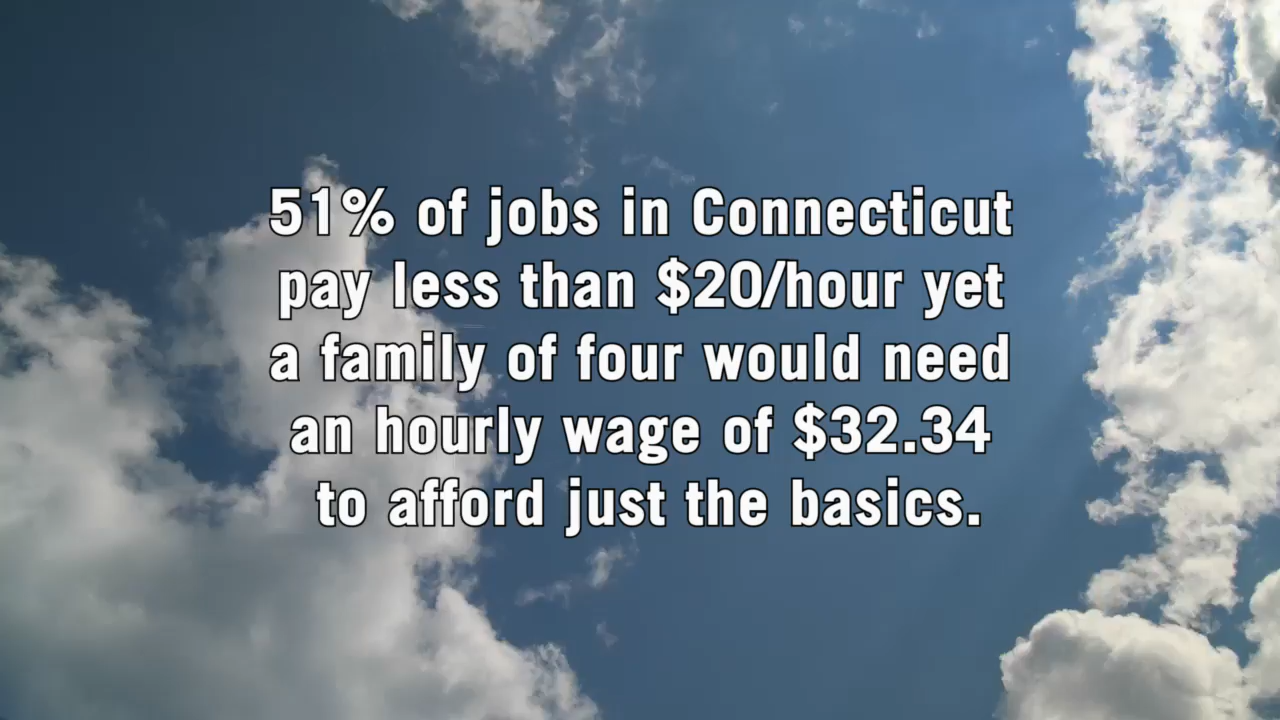 51% of jobs in Connecticut
pay less than $20/hour yet
a family of four would need
an hourly wage of $32.34
to afford just the basics.